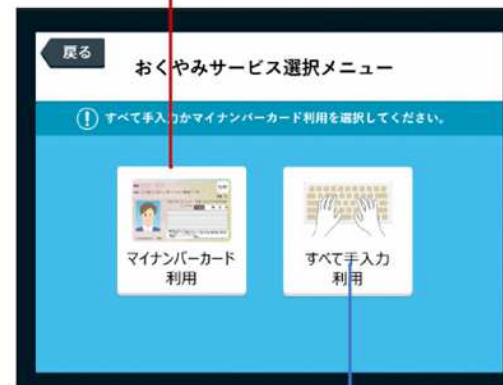 戻る
おくやみサービス選択メニュー
すべて手入力かマイナンバーカード利用を選択してください。
マイナンバーカード
利用
すべて手入力
利用